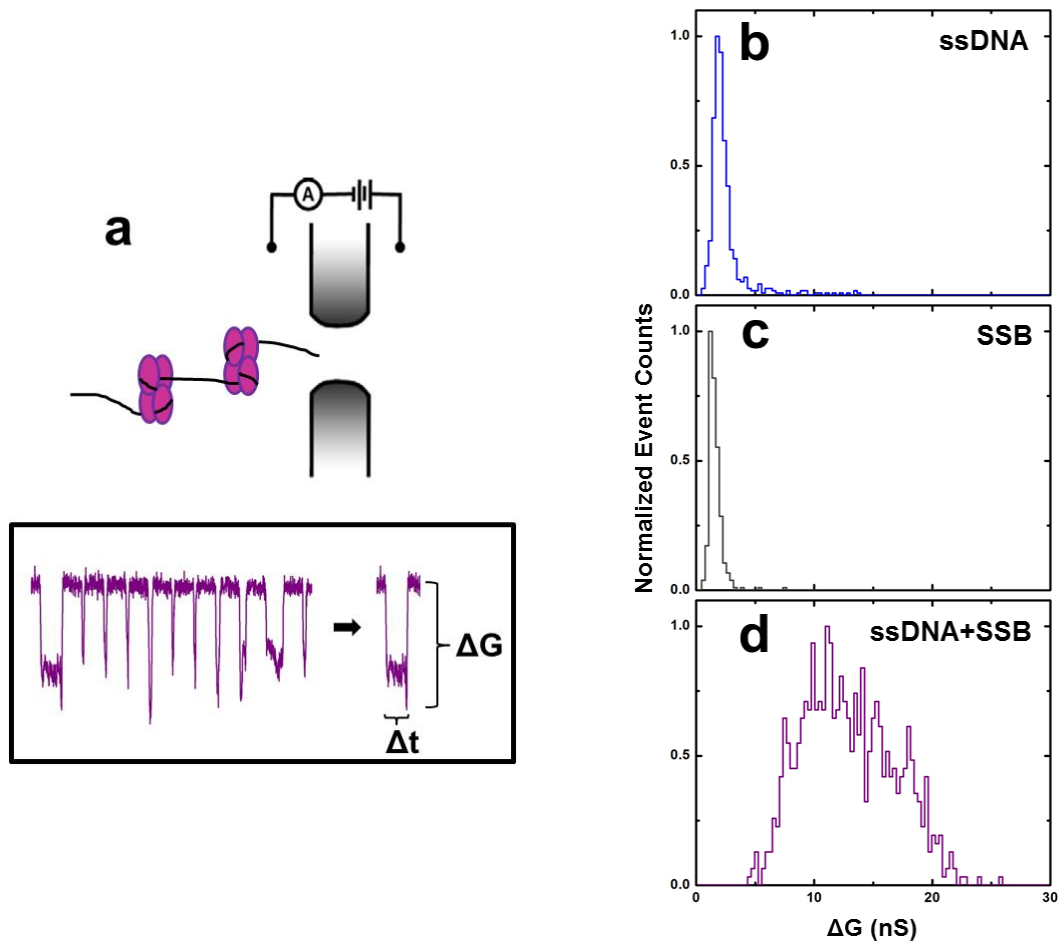 a
A
ΔG
Δt
b
ssDNA
1.0
0.5
0.0
c
SSB
1.0
0.5
0.0
d
ssDNA+SSB
1.0
0.5
0.0
0
10
20
30
Normalized Event Counts
ΔG (nS)